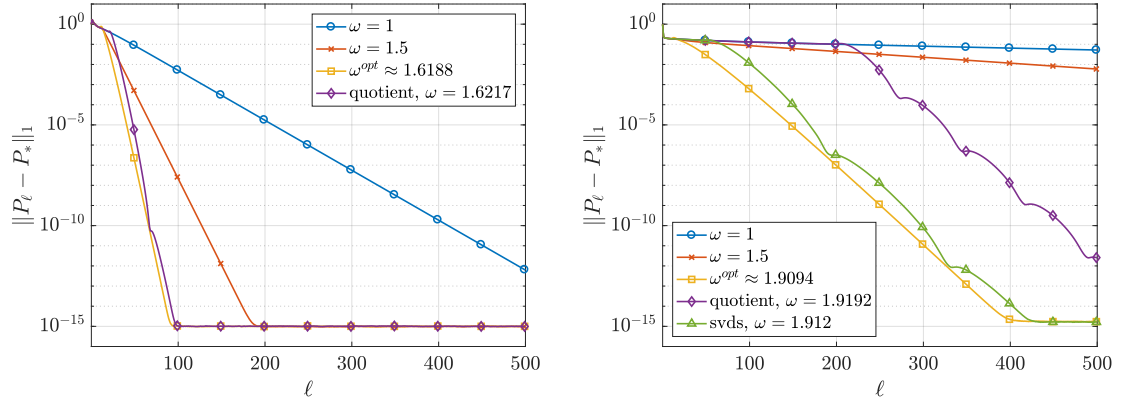 10^0
10^-5
10^-10
10^-15
||P_ℓ − P_*||_1
100
200
300
400
500
ℓ
ω = 1
ω = 1.5
ω^opt ≈ 1.6188
quotient, ω = 1.6217
10^0
10^-5
10^-10
10^-15
||P_ℓ − P_*||_1
100
200
300
400
500
ℓ
ω = 1
ω = 1.5
ω^opt ≈ 1.9094
quotient, ω = 1.9192
svds, ω = 1.912